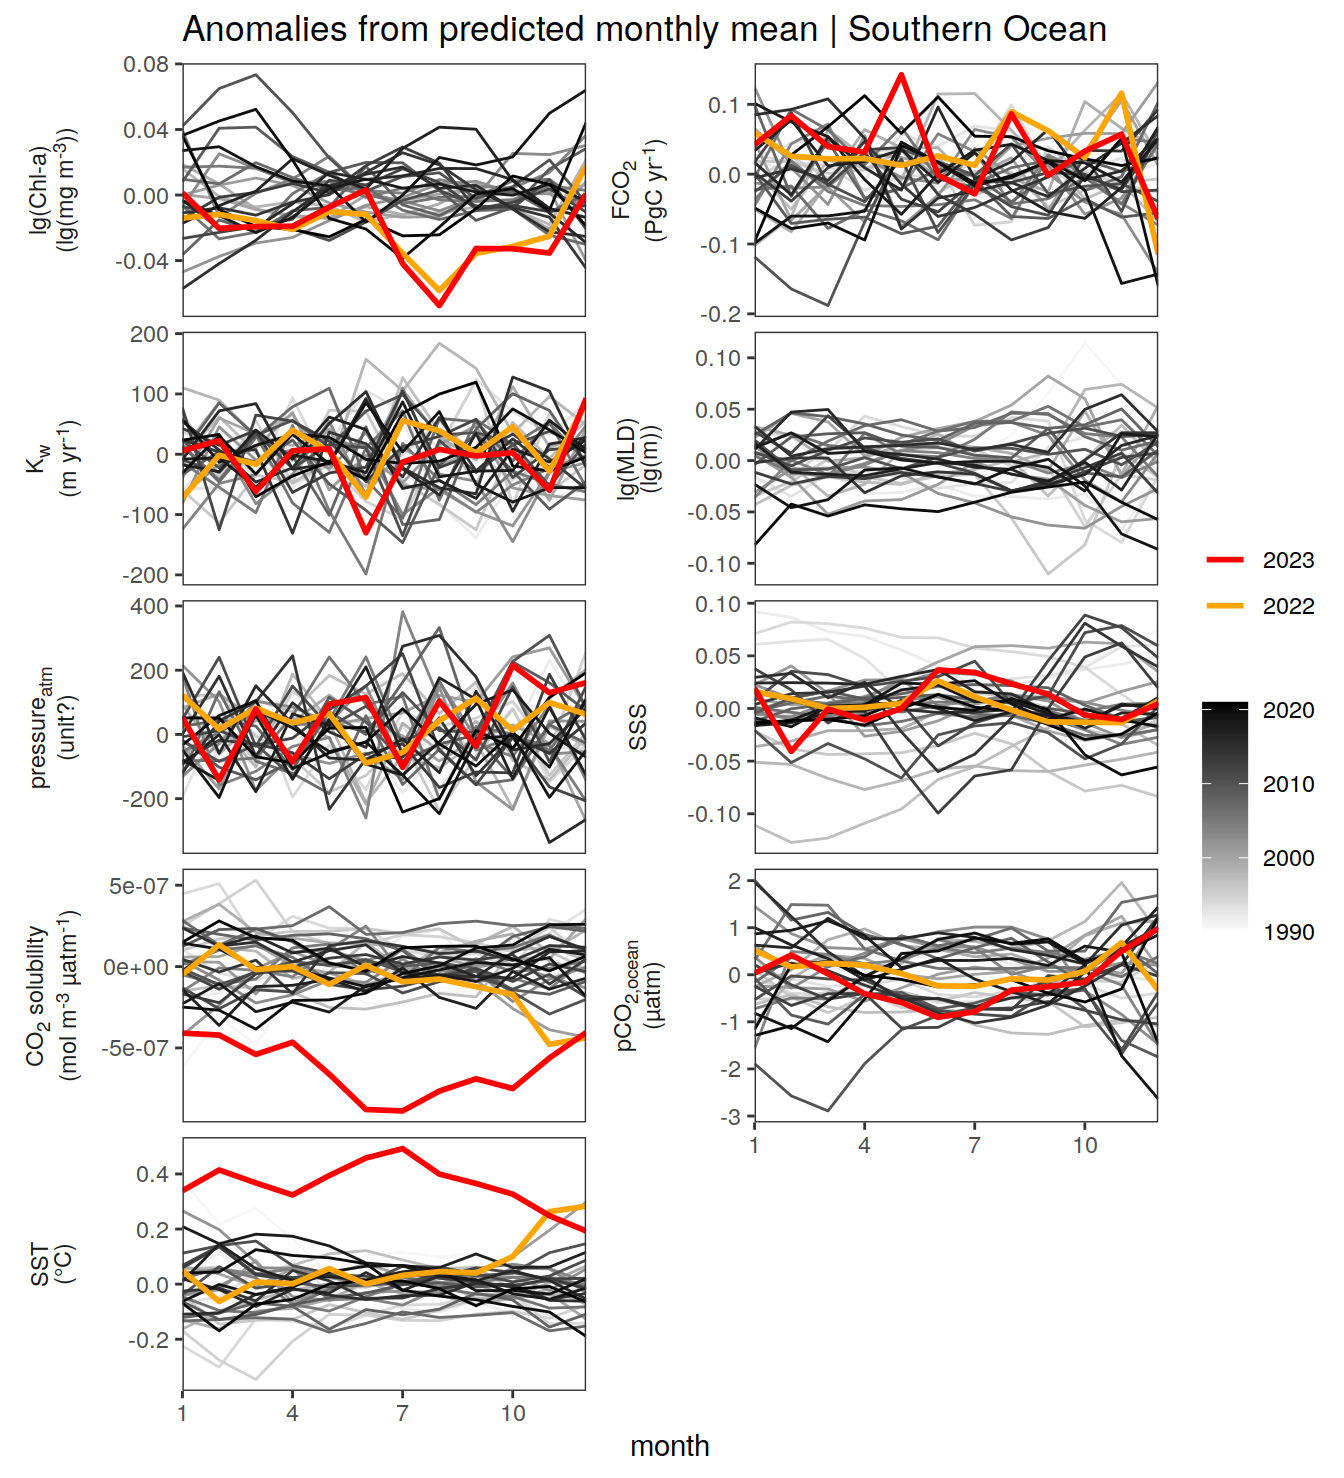 Anomalies from predicted monthly mean | Southern Ocean
lg(Chl-a)
(lg(mg m⁻³))
0.08
0.04
0.00
-0.04
FCO₂
(PgC yr⁻¹)
0.1
0.0
-0.1
-0.2
K_w
(m yr⁻¹)
200
100
0
-100
-200
lg(MLD)
(lg(m))
0.10
0.05
0.00
-0.05
-0.10
pressure_atm
(unit?)
400
200
0
-200
SSS
0.10
0.05
0.00
-0.05
-0.10
CO₂ solubility
(mol m⁻³ µatm⁻¹)
5e-07
0e+00
-5e-07
pCO₂,ocean
(µatm)
2
1
0
-1
-2
-3
1 4 7 10
SST
(°C)
0.4
0.2
0.0
-0.2
1 4 7 10
month
2023
2022
2020
2010
2000
1990